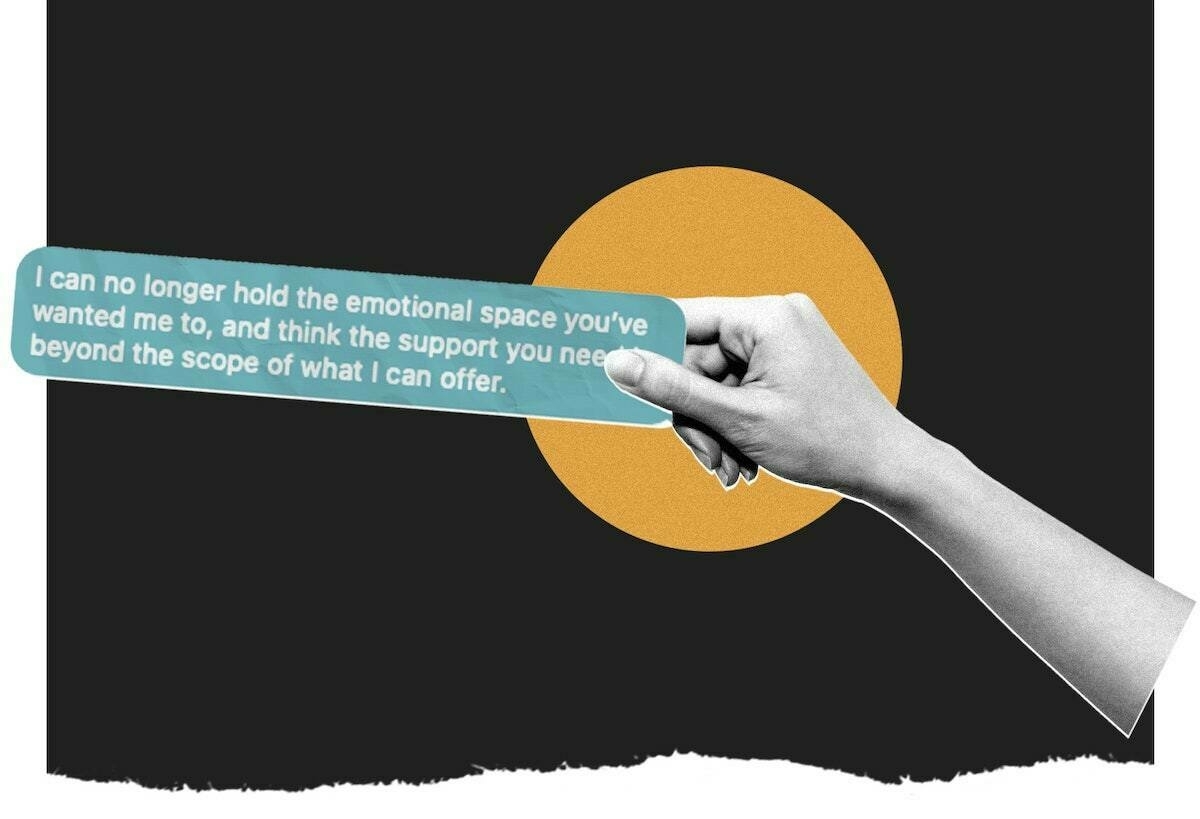 I can no longer hold the emotional space you've
wanted me to, and think the support you
beyond the scope of what I can offer.